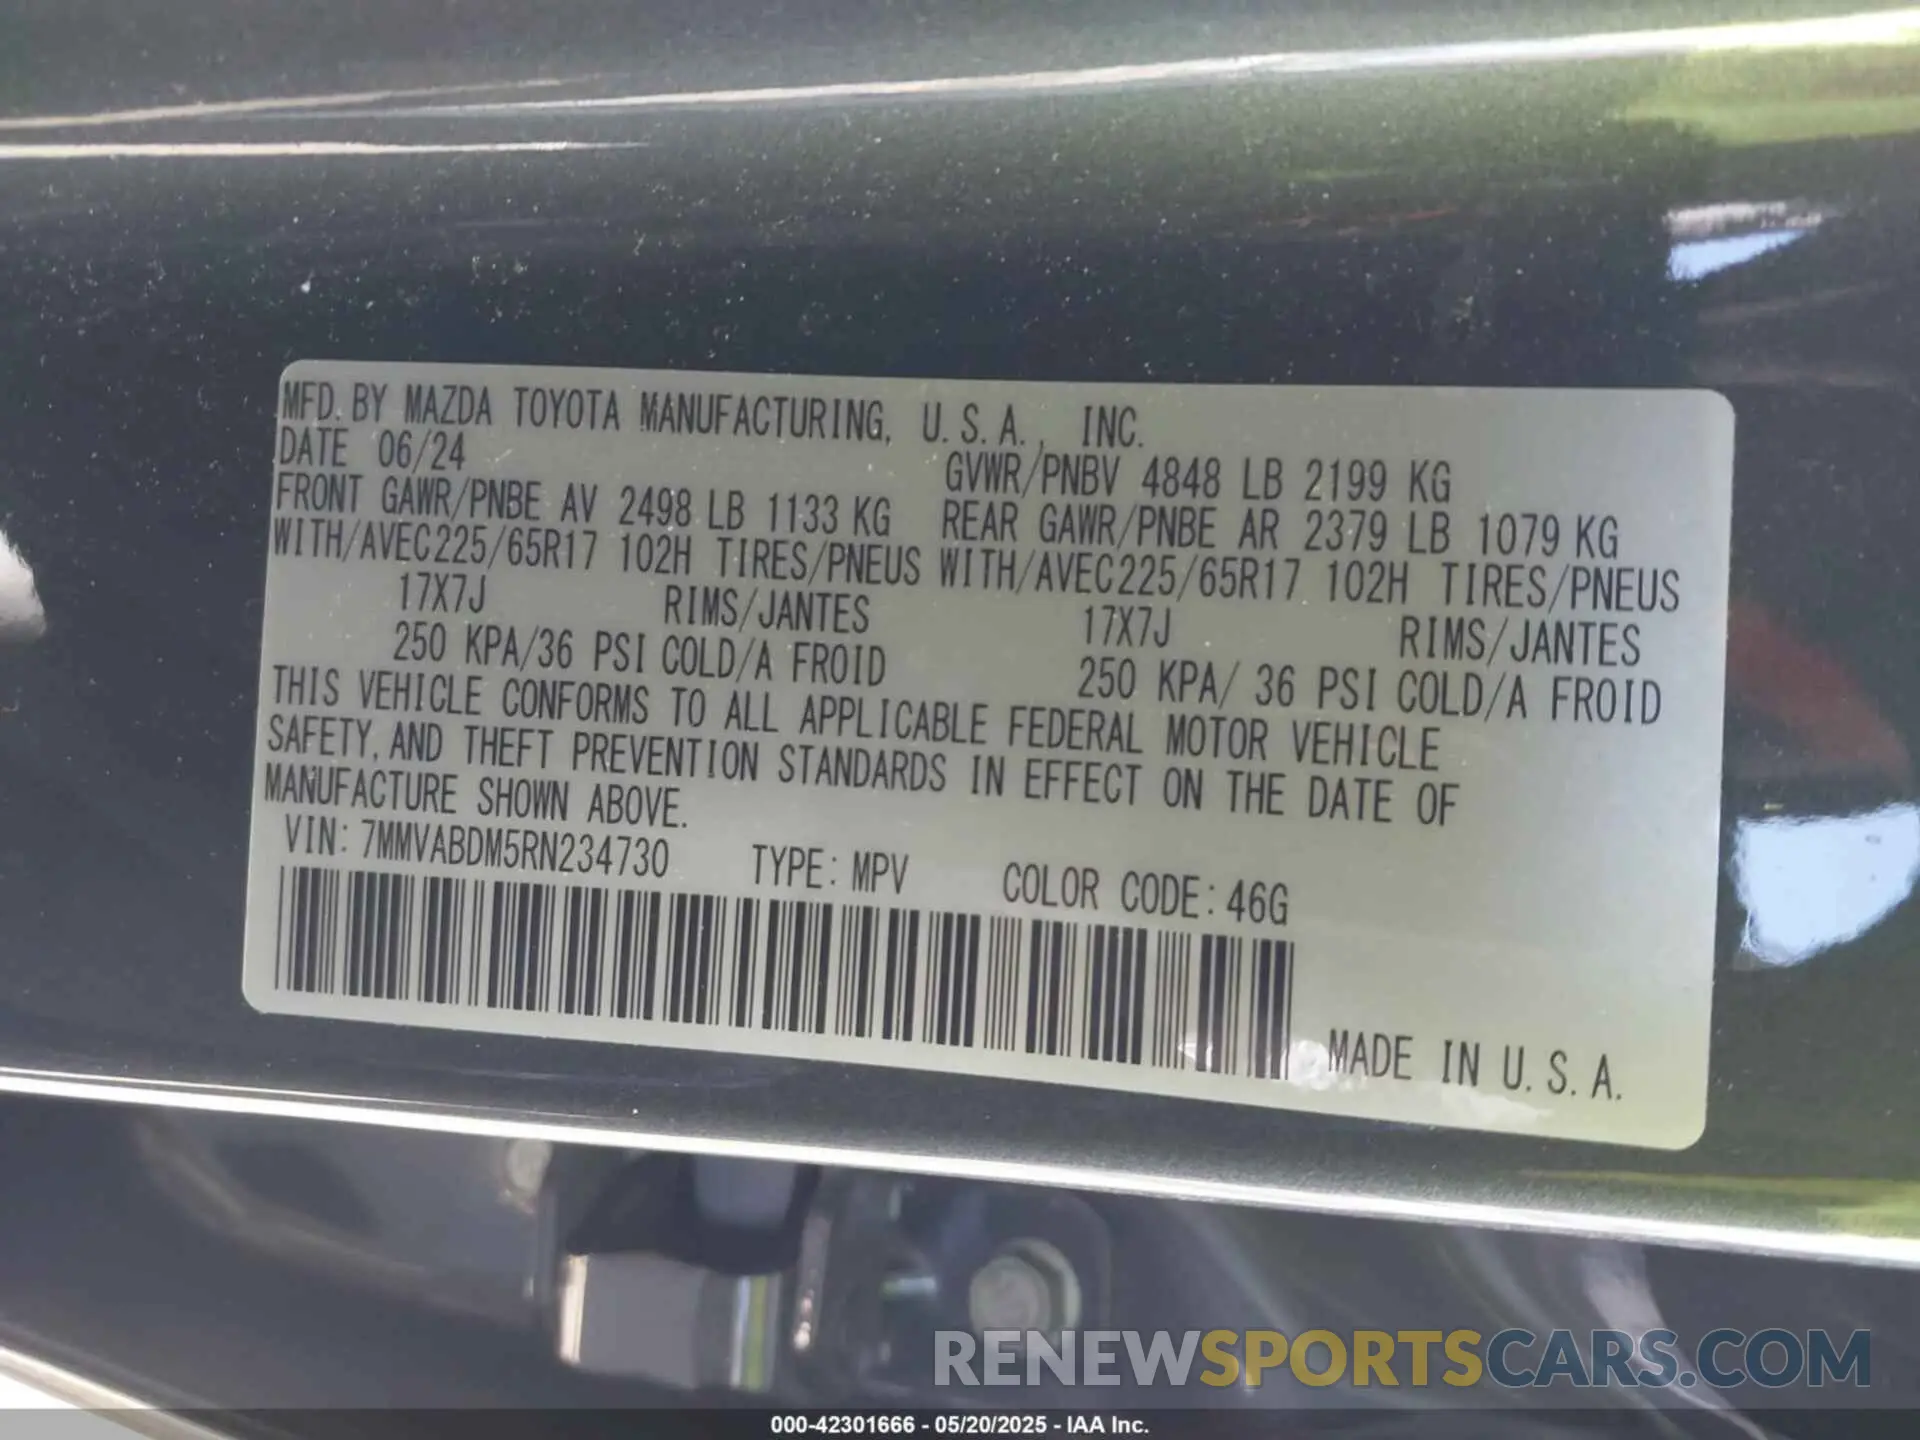 MFD. BY MAZDA TOYOTA MANUFACTURING, U.S.A., INC.
DATE 06/24
GVWR/PNBV 4848 LB 2199 KG
FRONT GAWR/PNBE AV 2498 LB 1133 KG REAR GAWR/PNBE AR 2379 LB 1079 KG
WITH/AVEC225/65R17 102H TIRES/PNEUS WITH/AVEC225/65R17 102H TIRES/PNEUS
17X7J RIMS/JANTES 17X7J RIMS/JANTES
250 KPA/36 PSI COLD/A FROID 250 KPA/ 36 PSI COLD/A FROID
THIS VEHICLE CONFORMS TO ALL APPLICABLE FEDERAL MOTOR VEHICLE
SAFETY, AND THEFT PREVENTION STANDARDS IN EFFECT ON THE DATE OF
MANUFACTURE SHOWN ABOVE.
VIN: 7MMVABDM5RN234730 TYPE: MPV COLOR CODE: 46G
MADE IN U.S.A.
RENEWSPORTSCARS.COM
000-42301666 - 05/20/2025 - IAA Inc.